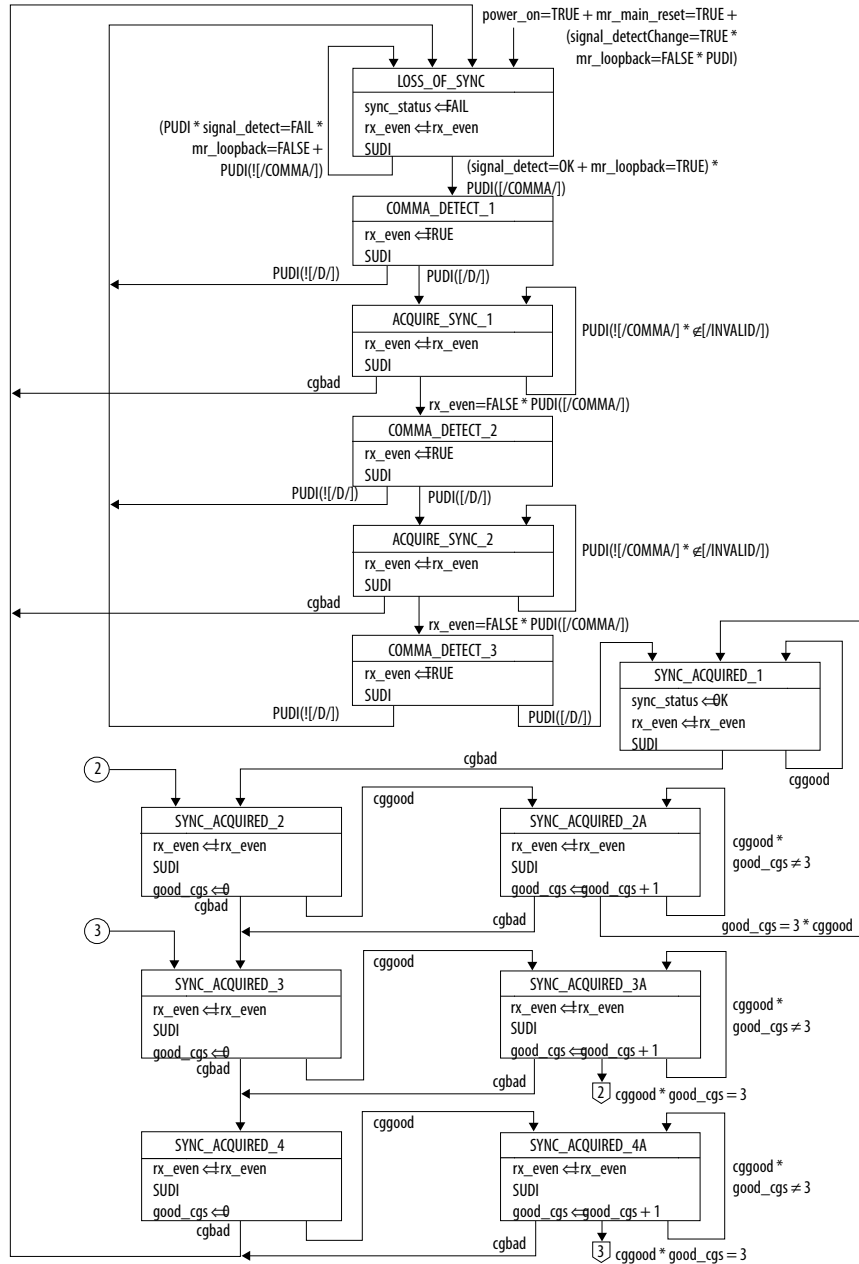 power_on=TRUE + mr_main_reset=TRUE +
(signal_detectChange=TRUE *
mr_loopback=FALSE * PUDI)
LOSS_OF_SYNC
sync_status ⇐FAIL
rx_even ⇐! rx_even
SUDI
(PUDI * signal_detect=FAIL *
mr_loopback=FALSE +
PUDI(![/COMMA/])
(signal_detect=OK + mr_loopback=TRUE) *
PUDI([/COMMA/])
COMMA_DETECT_1
rx_even ⇐TRUE
SUDI
PUDI(![/D/])
PUDI([/D/])
ACQUIRE_SYNC_1
rx_even ⇐! rx_even
SUDI
PUDI(![/COMMA/] * ∉[/INVALID/])
cgbad
rx_even=FALSE * PUDI([/COMMA/])
COMMA_DETECT_2
rx_even ⇐TRUE
SUDI
PUDI(![/D/])
PUDI([/D/])
ACQUIRE_SYNC_2
rx_even ⇐! rx_even
SUDI
PUDI(![/COMMA/] * ∉[/INVALID/])
cgbad
rx_even=FALSE * PUDI([/COMMA/])
COMMA_DETECT_3
rx_even ⇐TRUE
SUDI
PUDI(![/D/])
PUDI([/D/])
SYNC_ACQUIRED_1
sync_status ⇐OK
rx_even ⇐! rx_even
SUDI
cgbad
cggood
2
SYNC_ACQUIRED_2
rx_even ⇐! rx_even
SUDI
good_cgs ⇐0
cgbad
cggood
SYNC_ACQUIRED_2A
rx_even ⇐! rx_even
SUDI
good_cgs ⇐good_cgs + 1
cggood *
good_cgs ≠ 3
cgbad
good_cgs = 3 * cggood
3
SYNC_ACQUIRED_3
rx_even ⇐! rx_even
SUDI
good_cgs ⇐0
cgbad
cggood
SYNC_ACQUIRED_3A
rx_even ⇐! rx_even
SUDI
good_cgs ⇐good_cgs + 1
cggood *
good_cgs ≠ 3
cgbad
2 cggood * good_cgs = 3
SYNC_ACQUIRED_4
rx_even ⇐! rx_even
SUDI
good_cgs ⇐0
cgbad
cggood
SYNC_ACQUIRED_4A
rx_even ⇐! rx_even
SUDI
good_cgs ⇐good_cgs + 1
cggood *
good_cgs ≠ 3
cgbad
3 cggood * good_cgs = 3